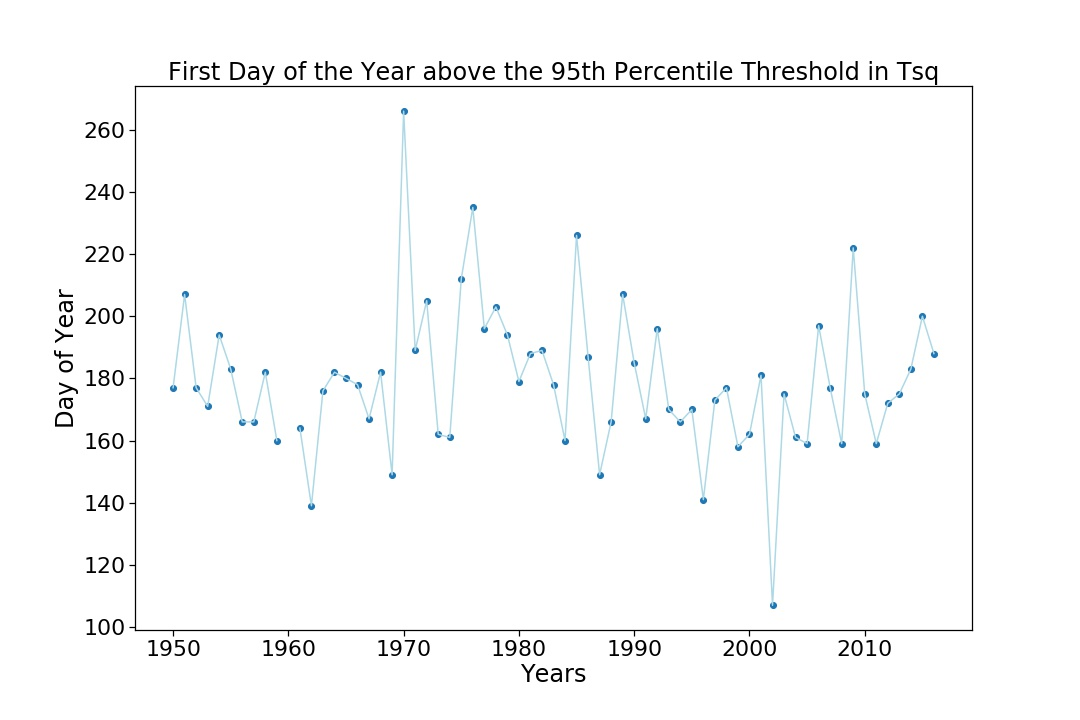 First Day of the Year above the 95th Percentile Threshold in Tsq
260
240
220
200
180
160
140
120
100
Day of Year
1950 1960 1970 1980 1990 2000 2010
Years